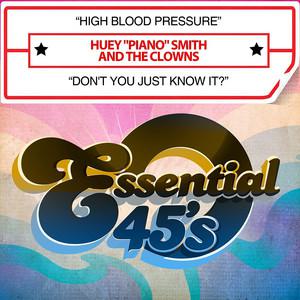 “HIGH BLOOD PRESSURE”
HUEY "PIANO" SMITH
AND THE CLOWNS
“DON'T YOU JUST KNOW IT?”
Essential
45's